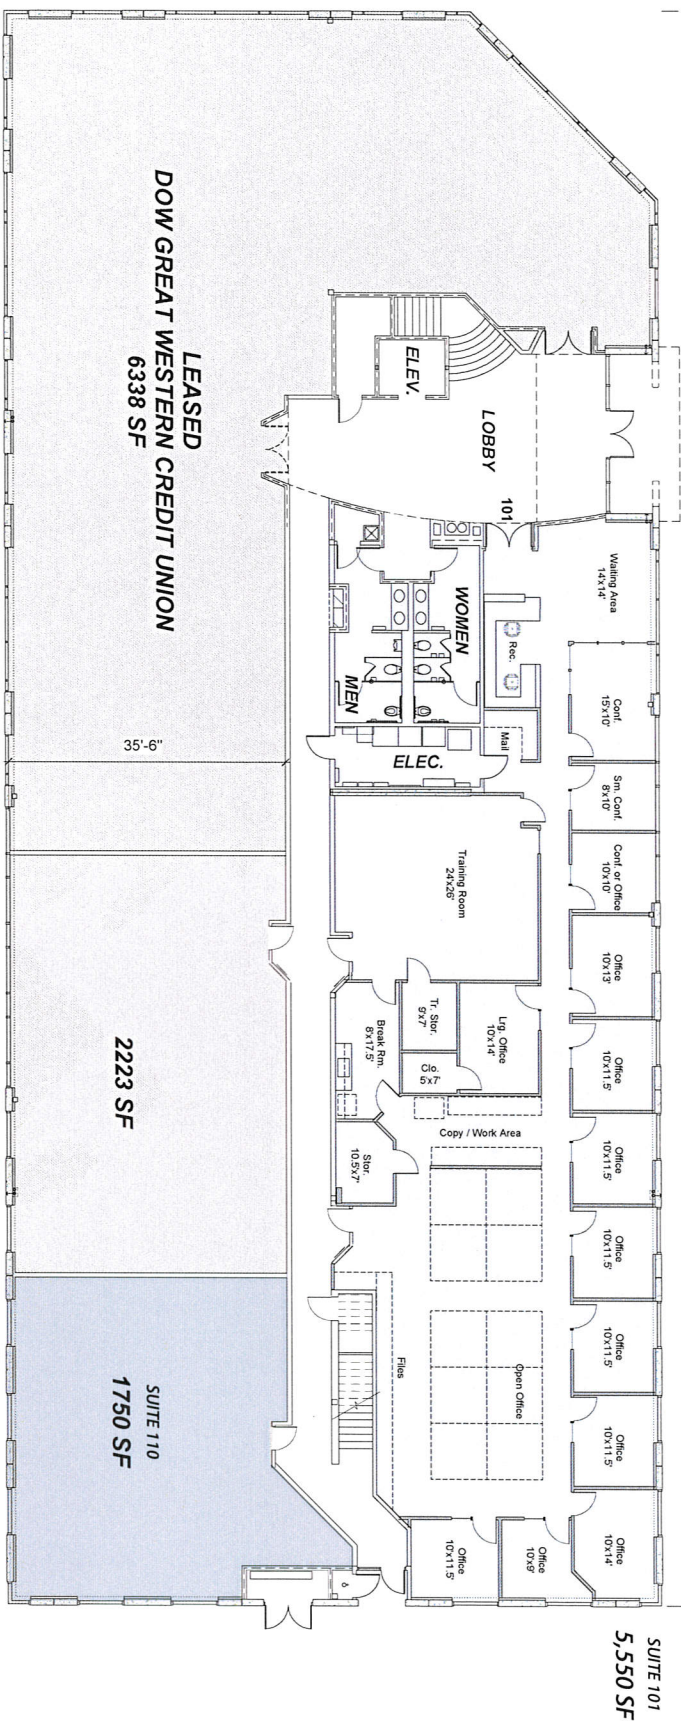 SUITE 101
5,550 SF
Waiting Area
14'x14'
Conf.
15'x10'
Sm. Conf.
8'x10'
Conf. or Office
10'x10'
Office
10'x13'
Office
10'x11.5'
Office
10'x11.5'
Office
10'x11.5'
Office
10'x11.5'
Office
10'x11.5'
Office
10'x14'
Office
10'x9'
Office
10'x11.5'
LOBBY
101
ELEV.
Rec.
Mail
WOMEN
MEN
ELEC.
Training Room
24'x26'
Lrg. Office
10'x14'
Tr. Stor.
9'x7'
Clo.
5'x7'
Break Rm.
8'x17.5'
Stor.
10.5'x7'
Copy / Work Area
Open Office
Files
LEASED
DOW GREAT WESTERN CREDIT UNION
6338 SF
35'-6"
2223 SF
SUITE 110
1750 SF